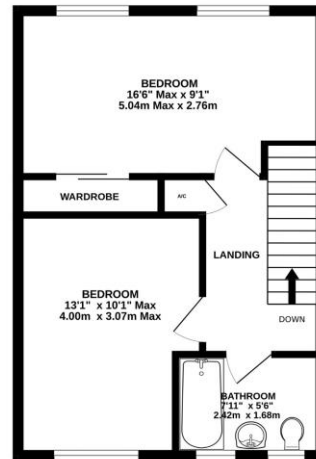 BEDROOM
16'6" Max x 9'1"
5.04m Max x 2.76m
WARDROBE
A/C
LANDING
BEDROOM
13'1" x 10'1" Max
4.00m x 3.07m Max
DOWN
BATHROOM
7'11" x 5'6"
2.42m x 1.68m